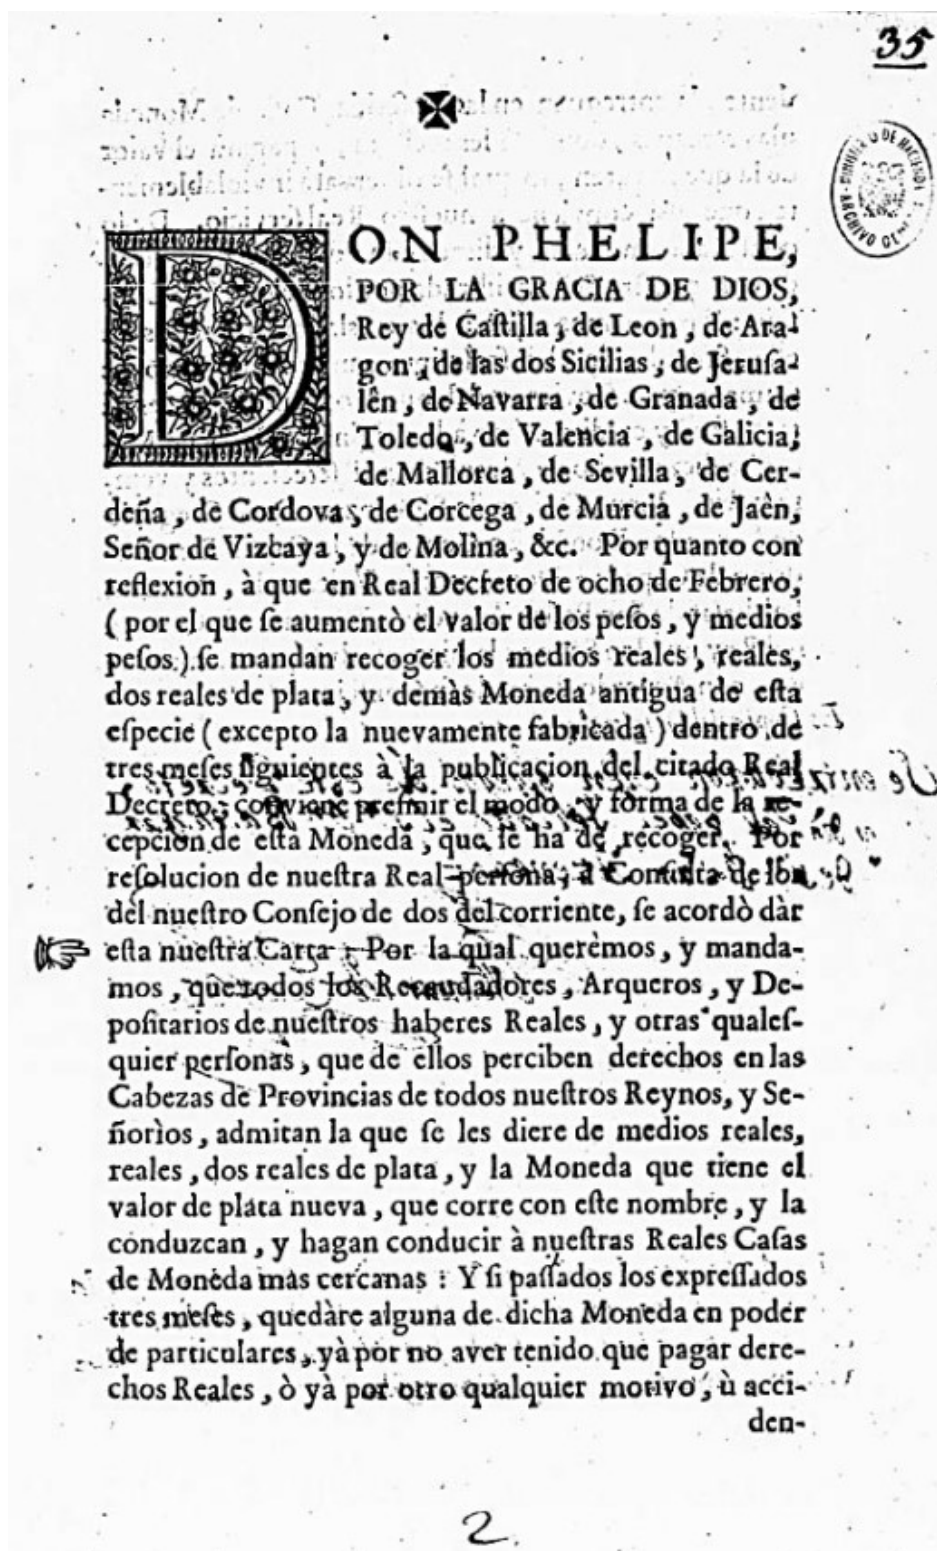 35
DON PHELIPE,
POR LA GRACIA DE DIOS,
Rey de Castilla, de Leon, de Ara-
gon, de las dos Sicilias, de Jerusa-
lên, de Navarra, de Granada, de
Toledo, de Valencia, de Galicia,
de Mallorca, de Sevilla, de Cer-
deña, de Cordova, de Corcega, de Murcia, de Jaèn,
Señor de Vizcaya, y de Molina, &c. Por quanto con
reflexion, à que en Real Decreto de ocho de Febrero,
(por el que se aumentò el valor de los pesos, y medios
pesos) se mandan recoger los medios reales, reales,
dos reales de plata, y demàs Moneda antigua de esta
especie (excepto la nuevamente fabricada) dentro de
tres meses siguientes à la publicacion del citado Real
Decreto; conviene prefinir el modo, y forma de la re-
cepcion de esta Moneda, que se ha de recoger. Por
resolucion de nuestra Real persona, à Consulta de los
del nuestro Consejo de dos del corriente, se acordò dàr
esta nuestra Carta: Por la qual querèmos, y manda-
mos, que todos los Recaudadores, Arqueros, y De-
positarios de nuestros haberes Reales, y otras quales-
quier personas, que de ellos perciben derechos en las
Cabezas de Provincias de todos nuestros Reynos, y Se-
ñorìos, admitan la que se les diere de medios reales,
reales, dos reales de plata, y la Moneda que tiene el
valor de plata nueva, que corre con este nombre, y la
conduzcan, y hagan conducir à nuestras Reales Casas
de Moneda mas cercanas: Y si passados los expressados
tres meses, quedàre alguna de dicha Moneda en poder
de particulares, yà por no aver tenido que pagar dere-
chos Reales, ò yà por otro qualquier motivo, ù acci-
den-
2